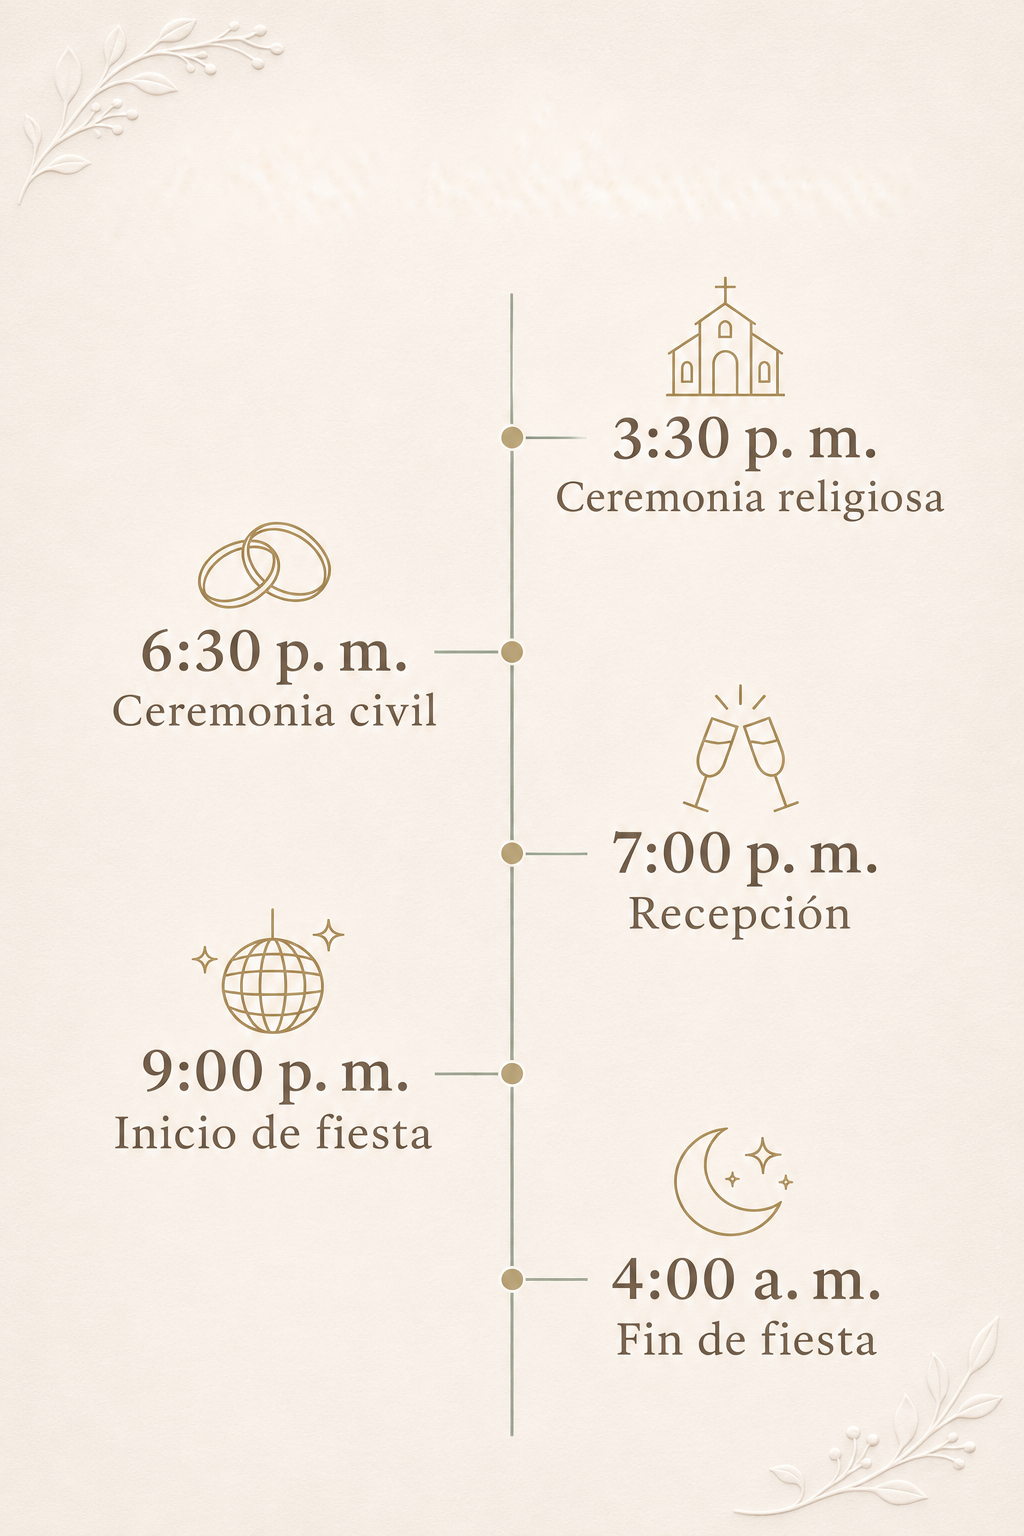 3:30 p. m.
Ceremonia religiosa
6:30 p. m.
Ceremonia civil
7:00 p. m.
Recepción
9:00 p. m.
Inicio de fiesta
4:00 a. m.
Fin de fiesta